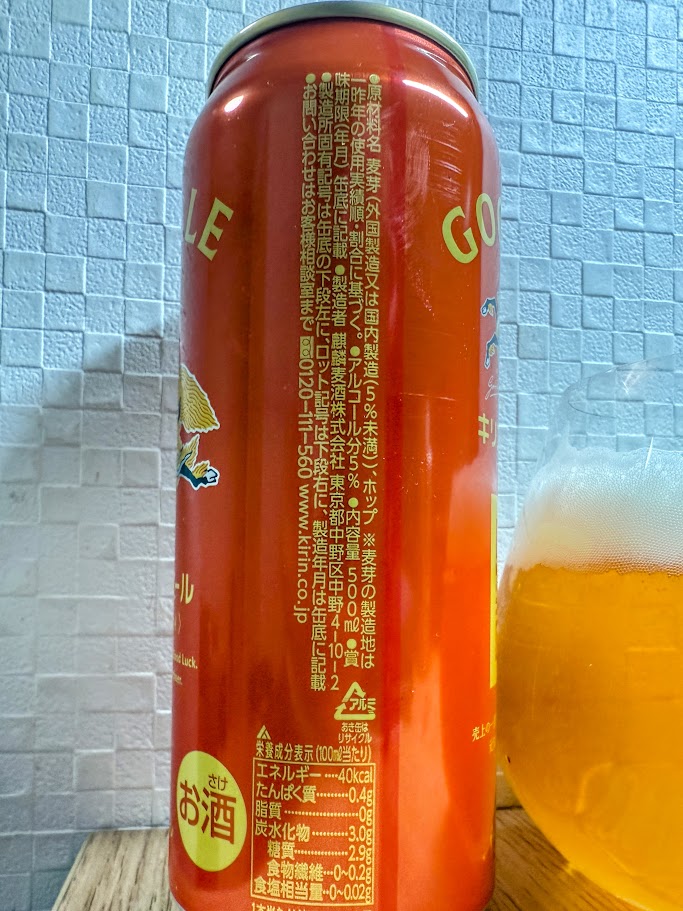 ●原材料名 麦芽(外国製造又は国内製造(5%未満))、ホップ ※麦芽の製造地は
一昨年の使用実績順・割合に基づく。 ●アルコール分5% ●内容量 500㎖ ●賞
味期限(年・月) 缶底に記載 ●製造者 麒麟麦酒株式会社 東京都中野区中野4-10-2
●製造所固有記号は缶底の下段左に、ロット記号は下段右に、製造年月は缶底に記載
●お問い合わせはお客様相談室まで 0120-111-560 www.kirin.co.jp
LE
GOO
キリ
ール
and Luck.
アルミ
あき缶は
リサイクル
さけ
お酒
栄養成分表示(100㎖当たり)
エネルギー····40kcal
たんぱく質········0.4g
脂質··············0g
炭水化物··········3.0g
糖質············2.9g
食物繊維···0~0.2g
食塩相当量··0~0.02g
売上の一